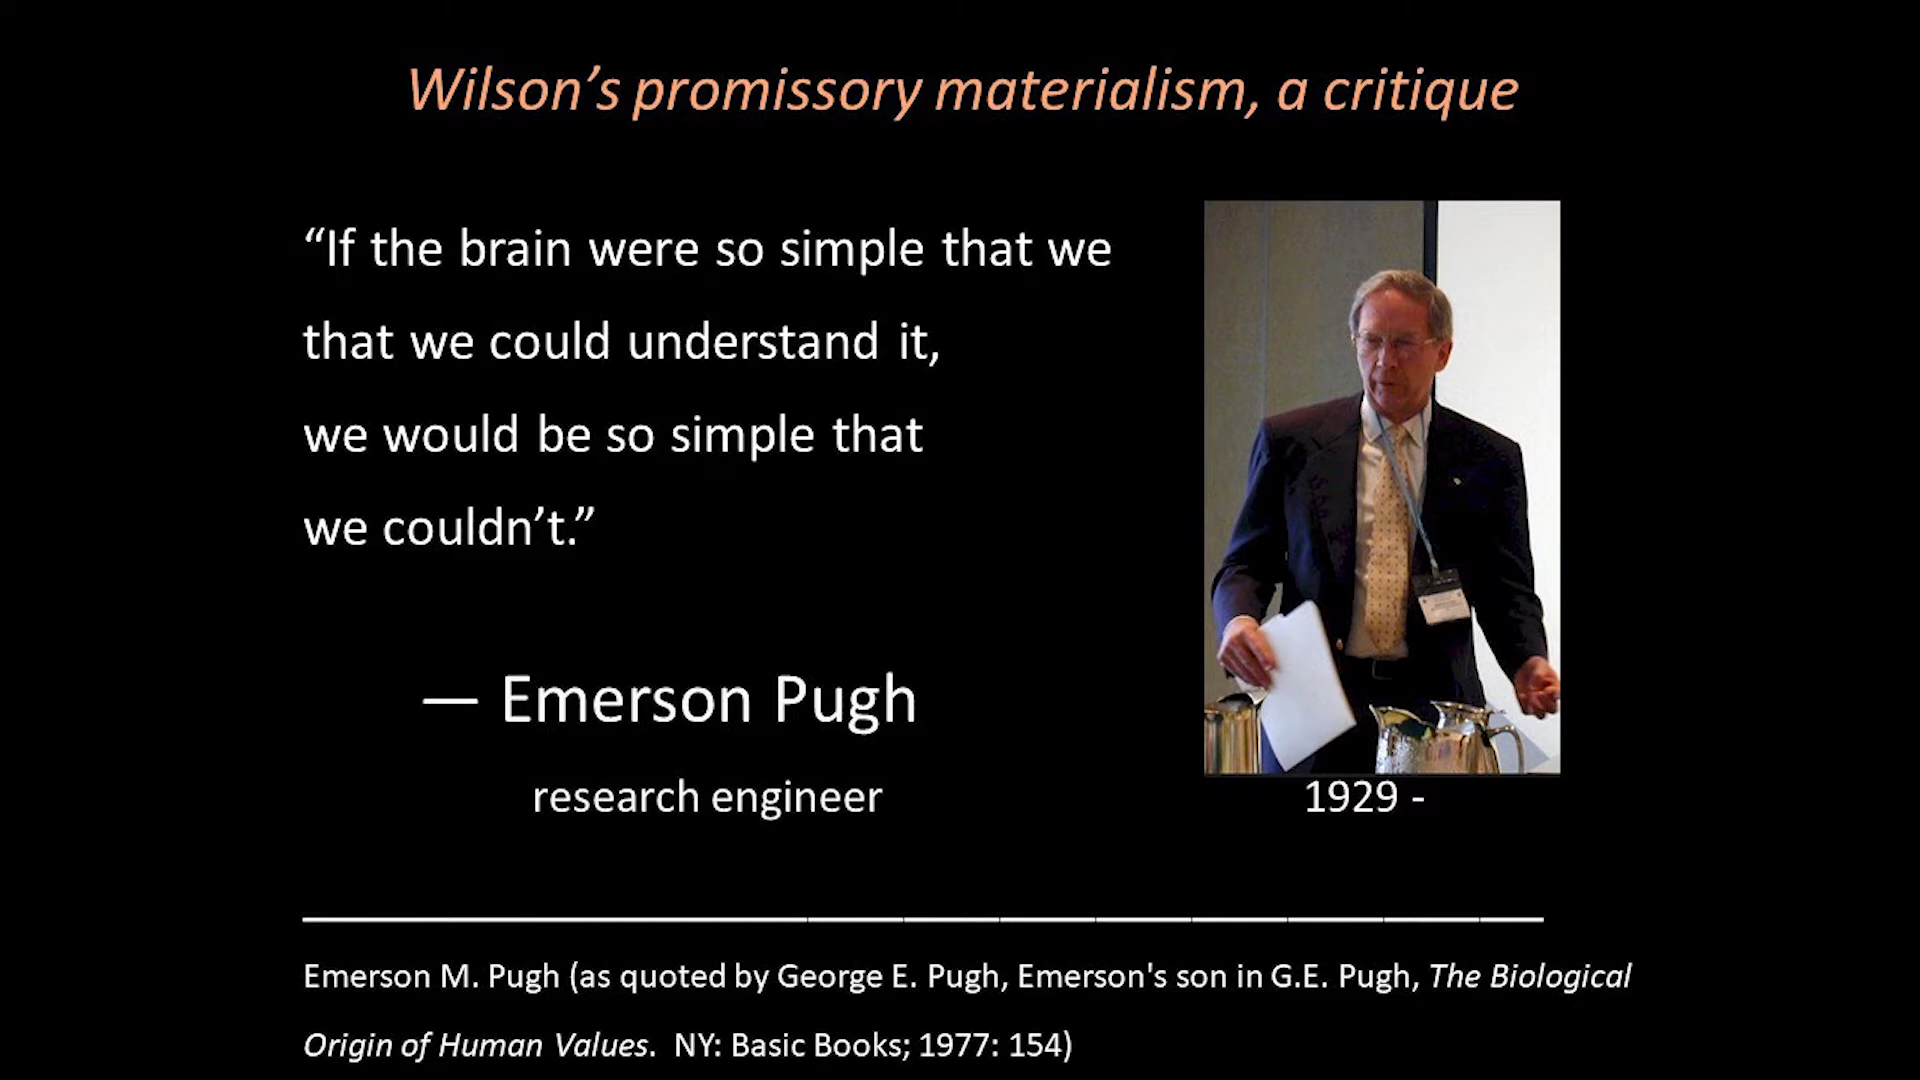 Wilson’s promissory materialism, a critique
“If the brain were so simple that we
that we could understand it,
we would be so simple that
we couldn’t.”
— Emerson Pugh
research engineer
1929 -
Emerson M. Pugh (as quoted by George E. Pugh, Emerson's son in G.E. Pugh, The Biological
Origin of Human Values.  NY: Basic Books; 1977: 154)